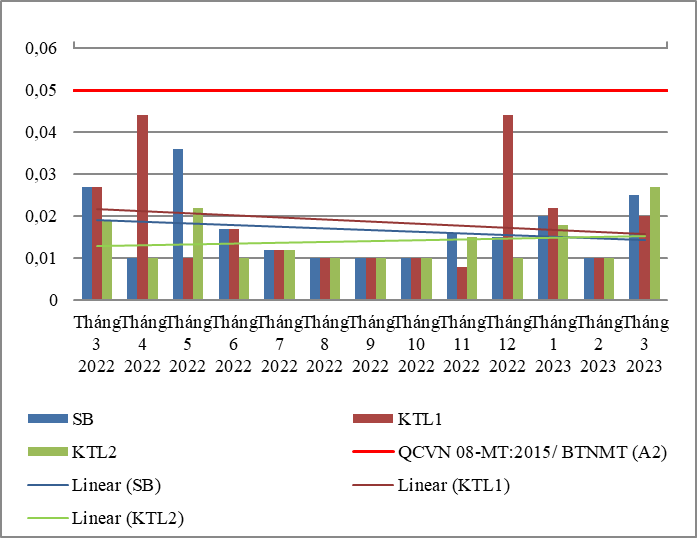 0,06
0,05
0,04
0,03
0,02
0,01
0
Tháng Tháng Tháng Tháng Tháng Tháng Tháng Tháng Tháng Tháng Tháng Tháng Tháng
3 4 5 6 7 8 9 10 11 12 1 2 3
2022 2022 2022 2022 2022 2022 2022 2022 2022 2022 2023 2023 2023
SB KTL1
KTL2 QCVN 08-MT:2015/ BTNMT (A2)
Linear (SB) Linear (KTL1)
Linear (KTL2)